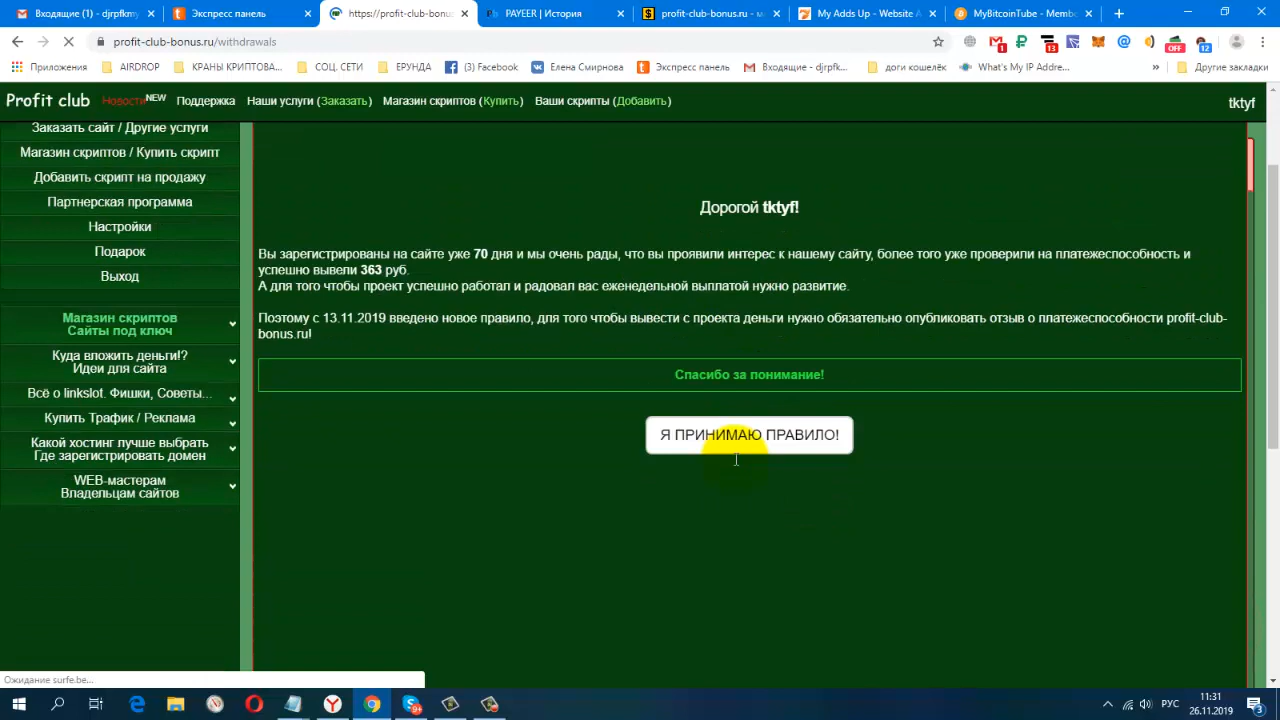 Входящие (6) - djrpfkm
Экспресс панель
https://profit-club-bonus
PAYEER | История
profit-club-bonus.ru - м
My Adds Up - Website A
MyBitcoinTube - Membe
profit-club-bonus.ru/withdrawals
1
13
OFF
12
Приложения
AIRDROP
КРАНЫ КРИПТОВА...
СОЦ. СЕТИ
ЕРУНДА
(3) Facebook
Елена Смирнова
Экспресс панель
Входящие - djrpfk...
доги кошелёк
What's My IP Addre...
»
Другие закладки
Profit club
Новости NEW
Поддержка
Наши услуги (Заказать)
Магазин скриптов (Купить)
Ваши скрипты (Добавить)
tktyf
Заказать сайт / Другие услуги
Магазин скриптов / Купить скрипт
Добавить скрипт на продажу
Партнерская программа
Настройки
Подарок
Выход
Магазин скриптов
Сайты под ключ
Куда вложить деньги!?
Идеи для сайта
Всё о linkslot. Фишки, Советы...
Купить Трафик / Реклама
Какой хостинг лучше выбрать
Где зарегистрировать домен
WEB-мастерам
Владельцам сайтов
Дорогой tktyf!
Вы зарегистрированы на сайте уже 70 дня и мы очень рады, что вы проявили интерес к нашему сайту, более того уже проверили на платежеспособность и
успешно вывели 363 руб.
А для того чтобы проект успешно работал и радовал вас еженедельной выплатой нужно развитие.
Поэтому с 13.11.2019 введено новое правило, для того чтобы вывести с проекта деньги нужно обязательно опубликовать отзыв о платежеспособности profit-club-
bonus.ru!
Спасибо за понимание!
Я ПРИНИМАЮ ПРАВИЛО!
Ожидание surfe.be...
РУС
11:31
26.11.2019